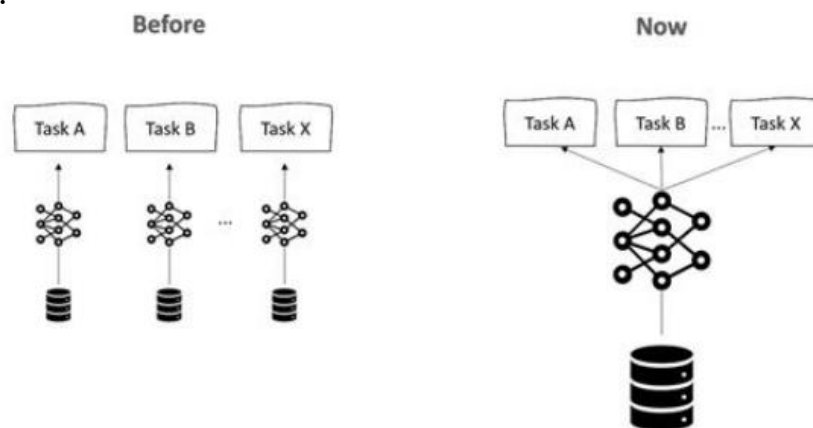 Before
Now
Task A
Task B
Task X
...
Task A
Task B
...
Task X